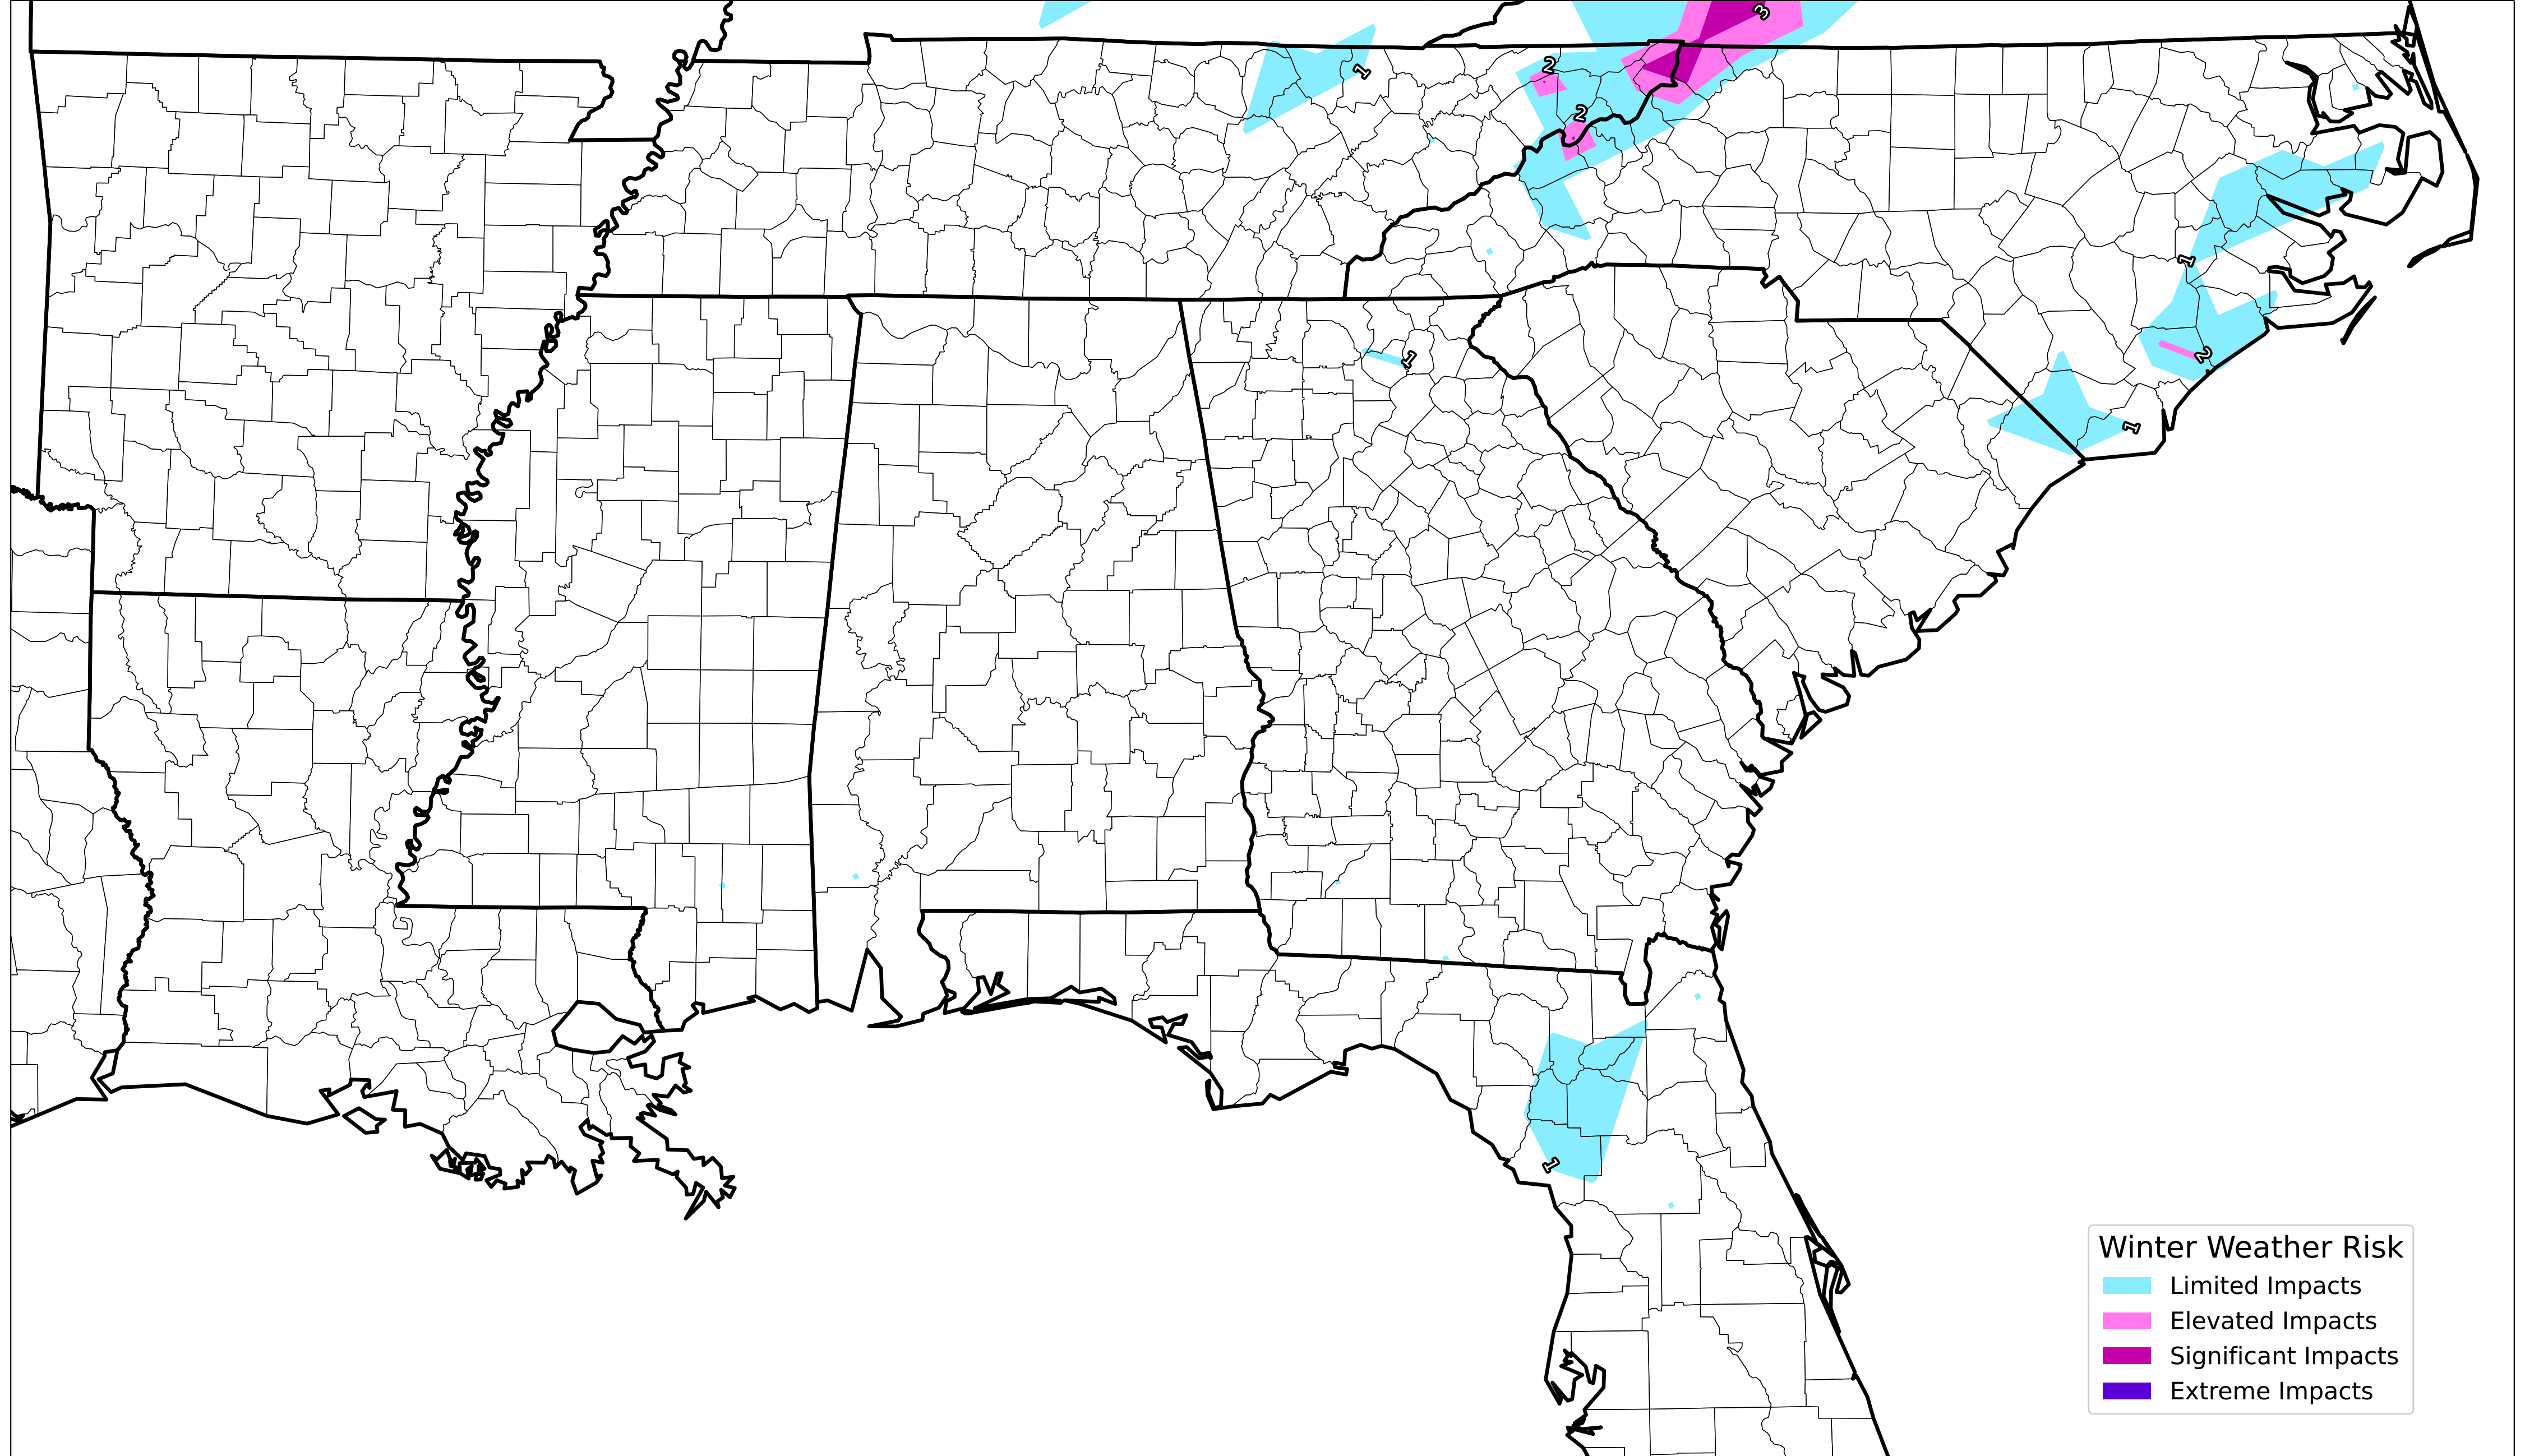 3
2
1
2
1
1
2
1
1
Winter Weather Risk
Limited Impacts
Elevated Impacts
Significant Impacts
Extreme Impacts